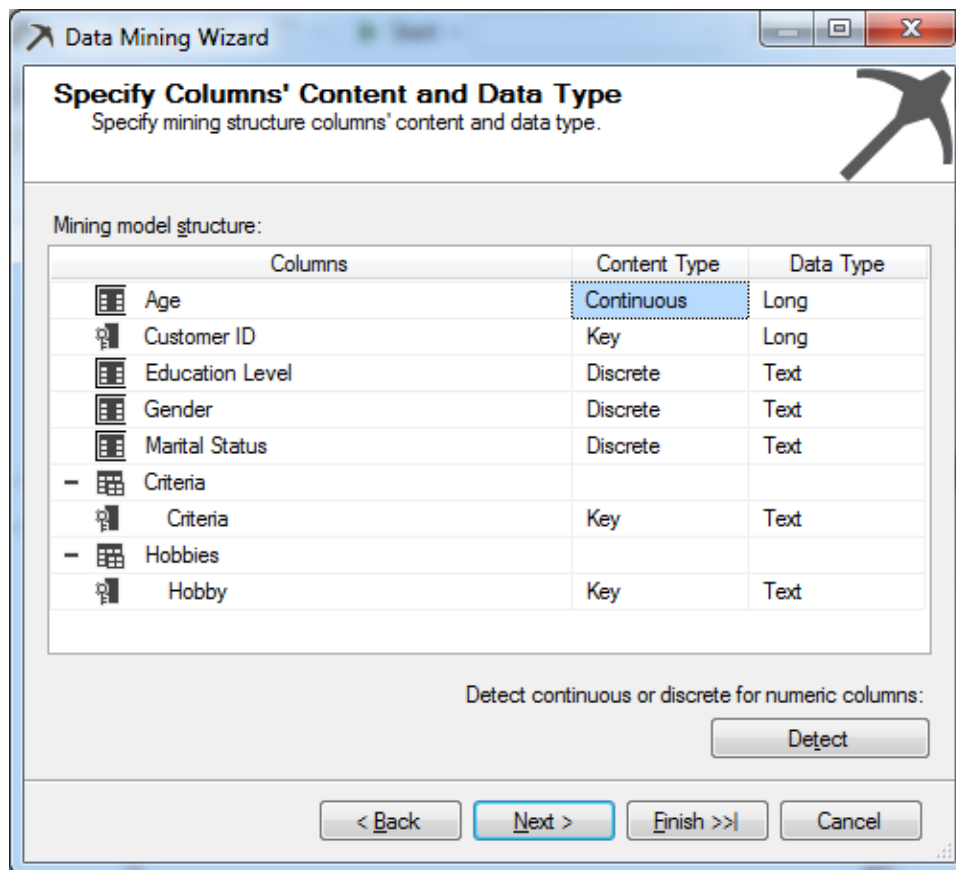 Data Mining Wizard
Specify Columns' Content and Data Type
Specify mining structure columns' content and data type.
Mining model structure:
Columns Content Type Data Type
Age Continuous Long
Customer ID Key Long
Education Level Discrete Text
Gender Discrete Text
Marital Status Discrete Text
Criteria
Criteria Key Text
Hobbies
Hobby Key Text
Detect continuous or discrete for numeric columns:
Detect
< Back Next > Finish >>| Cancel